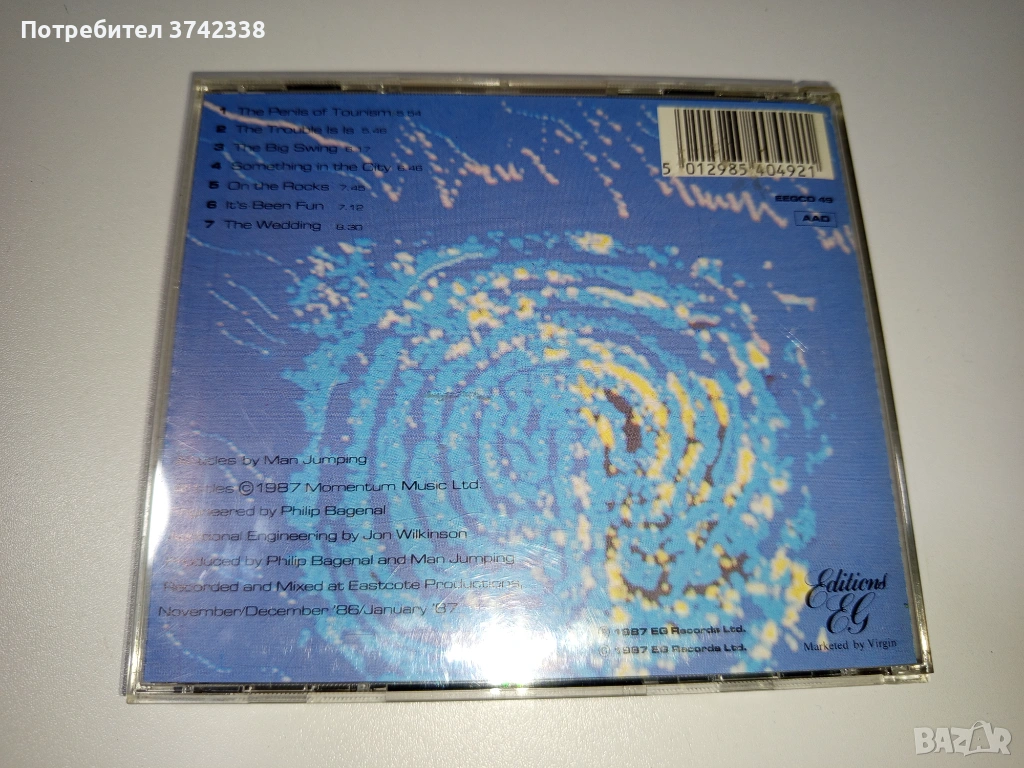 Потребител 3742338
1 The Perils of Tourism 5.54
2 The Trouble Is Is 5.46
3 The Big Swing 6.17
4 Something in the City 6.46
5 On the Rocks 7.45
6 It's Been Fun 7.12
7 The Wedding 9.30
5 012985 404921
EEGCD 49
AAD
by Man Jumping
©1987 Momentum Music Ltd.
by Philip Bagenal
Engineering by Jon Wilkinson
by Philip Bagenal and Man Jumping
Recorded and Mixed at Eastcote Productions,
November/December '86/January '87.
℗ 1987 EG Records Ltd.
© 1987 EG Records Ltd.
Editions
EG
Marketed by Virgin
BAZAR